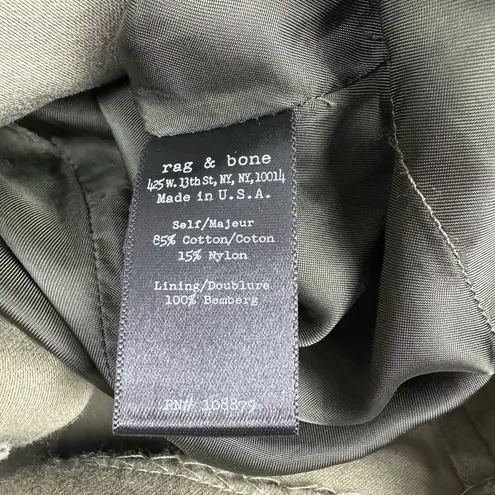 rag & bone
425 W. 13th St, NY, NY, 10014
Made in U.S.A.
Self/Majeur
85% Cotton/Coton
15% Nylon
Lining/Doublure
100% Bemberg
RN# 108879